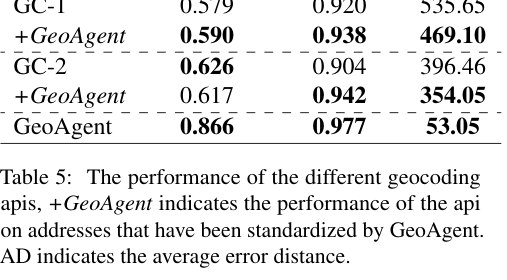 GC-1 0.579 0.920 535.65
+GeoAgent 0.590 0.938 469.10
GC-2 0.626 0.904 396.46
+GeoAgent 0.617 0.942 354.05
GeoAgent 0.866 0.977 53.05
Table 5: The performance of the different geocoding
apis, +GeoAgent indicates the performance of the api
on addresses that have been standardized by GeoAgent.
AD indicates the average error distance.